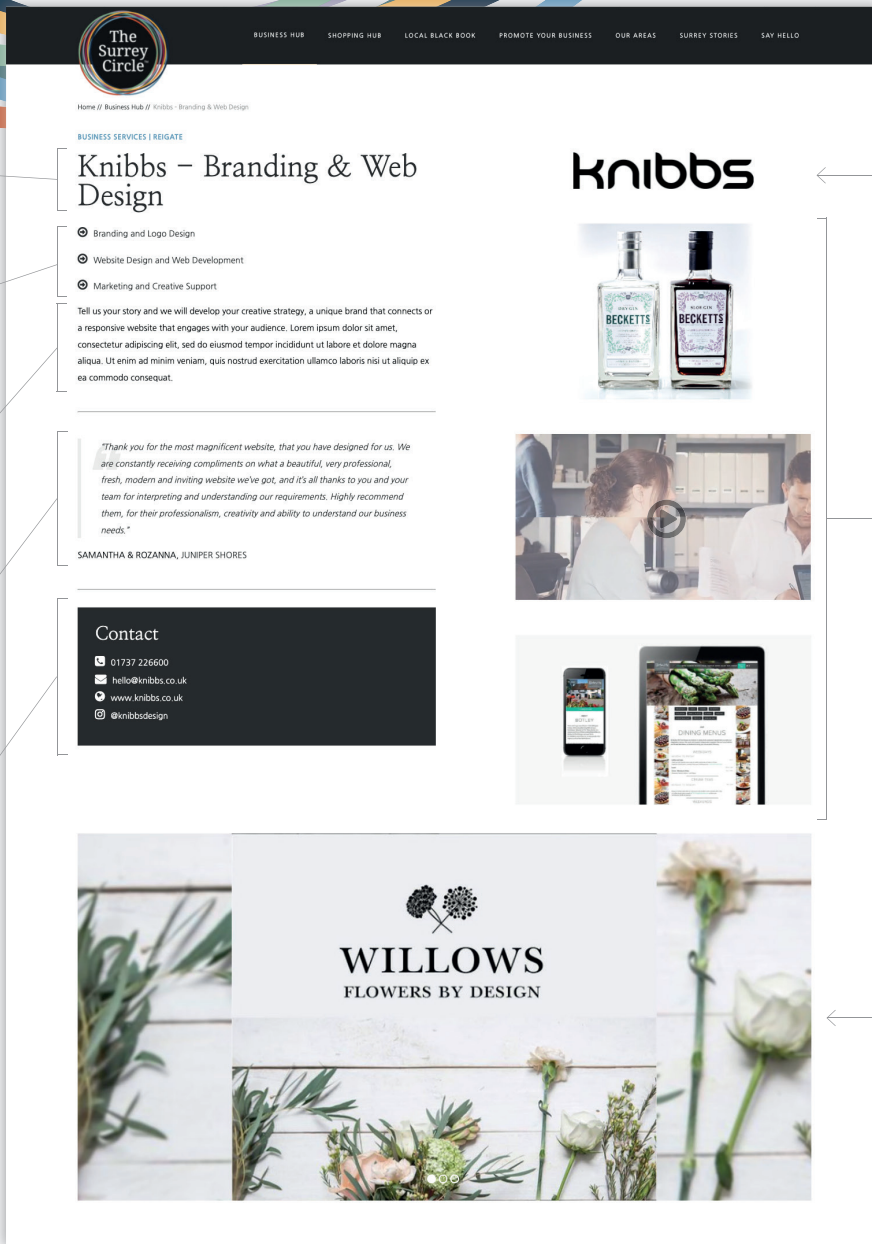 The
Surrey
Circle
BUSINESS HUB
SHOPPING HUB
LOCAL BLACK BOOK
PROMOTE YOUR BUSINESS
OUR AREAS
SURREY STORIES
SAY HELLO
Home // Business Hub // Knibbs - Branding & Web Design
BUSINESS SERVICES | REIGATE
Knibbs – Branding & Web
Design
Branding and Logo Design
Website Design and Web Development
Marketing and Creative Support
Tell us your story and we will develop your creative strategy, a unique brand that connects or
a responsive website that engages with your audience. Lorem ipsum dolor sit amet,
consectetur adipiscing elit, sed do eiusmod tempor incididunt ut labore et dolore magna
aliqua. Ut enim ad minim veniam, quis nostrud exercitation ullamco laboris nisi ut aliquip ex
ea commodo consequat.
"Thank you for the most magnificent website, that you have designed for us. We
are constantly receiving compliments on what a beautiful, very professional,
fresh, modern and inviting website we've got, and it's all thanks to you and your
team for interpreting and understanding our requirements. Highly recommend
them, for their professionalism, creativity and ability to understand our business
needs."
SAMANTHA & ROZANNA, JUNIPER SHORES
Contact
01737 226600
hello@knibbs.co.uk
www.knibbs.co.uk
@knibbsdesign
knibbs
DRY GIN
BECKETTS
SLOE GIN
BECKETTS
BOTLEY
DINING MENUS
WILLOWS
FLOWERS BY DESIGN